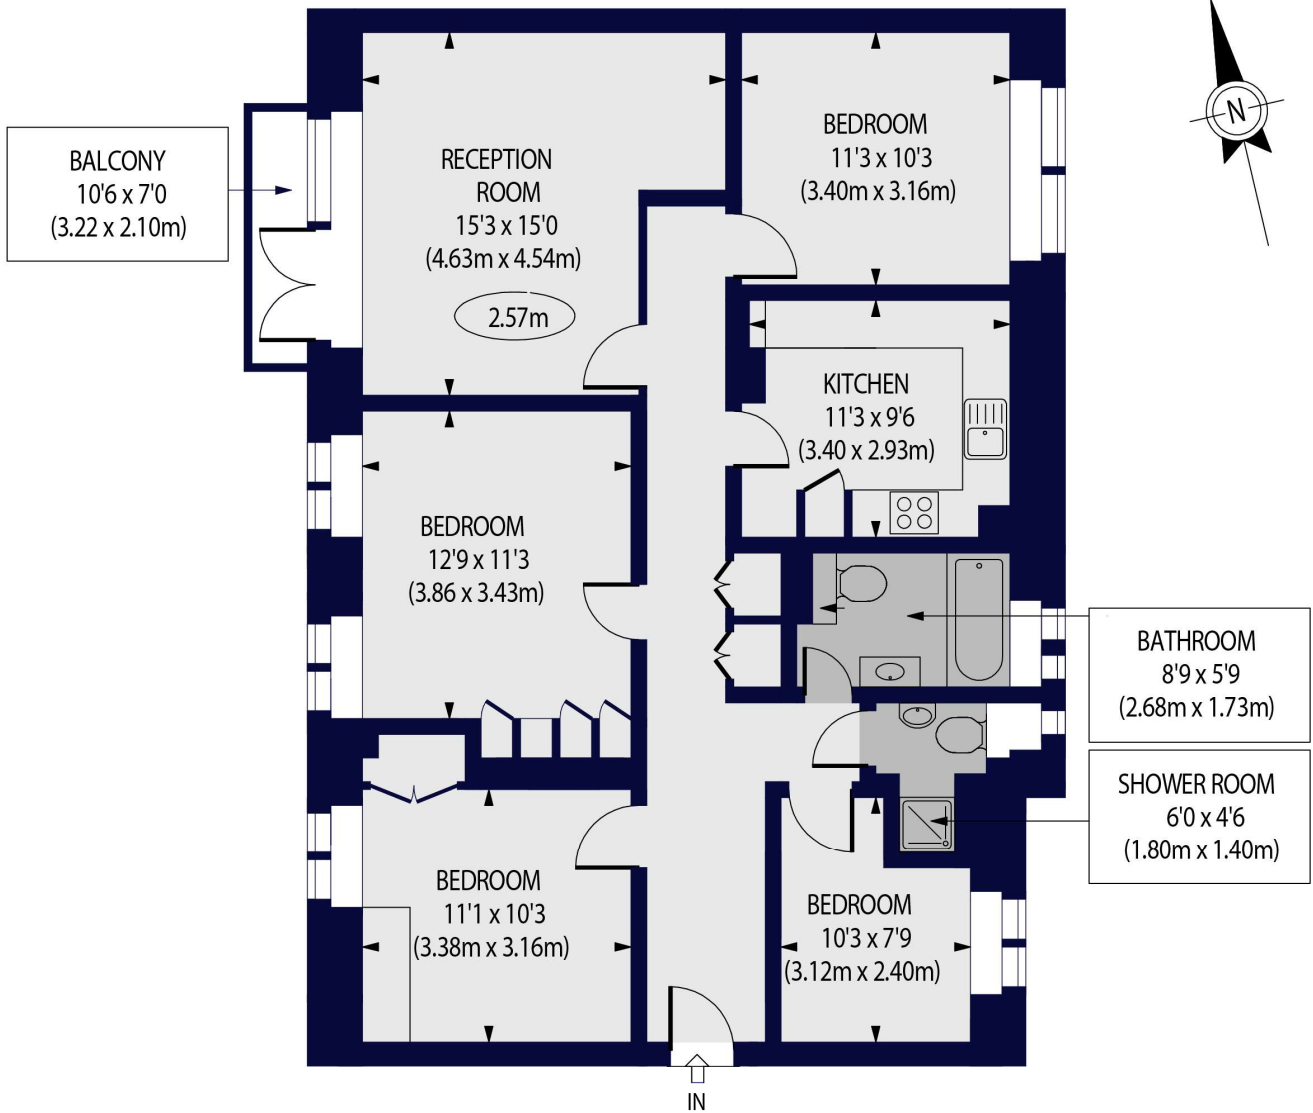 BALCONY
10'6 x 7'0
(3.22 x 2.10m)
RECEPTION
ROOM
15'3 x 15'0
(4.63m x 4.54m)
2.57m
BEDROOM
11'3 x 10'3
(3.40m x 3.16m)
N
KITCHEN
11'3 x 9'6
(3.40 x 2.93m)
BEDROOM
12'9 x 11'3
(3.86 x 3.43m)
BATHROOM
8'9 x 5'9
(2.68m x 1.73m)
SHOWER ROOM
6'0 x 4'6
(1.80m x 1.40m)
BEDROOM
11'1 x 10'3
(3.38m x 3.16m)
BEDROOM
10'3 x 7'9
(3.12m x 2.40m)
IN